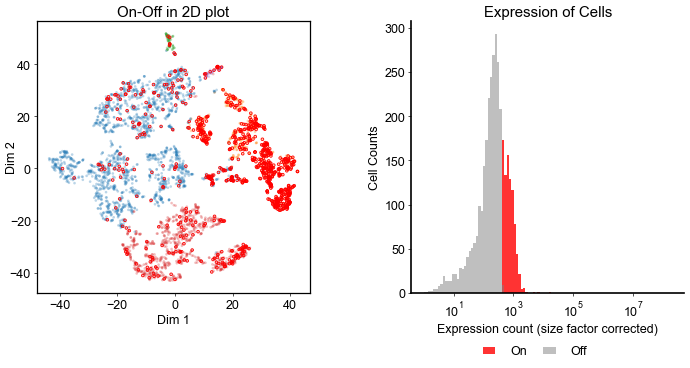 On-Off in 2D plot
Dim 2
40
20
0
−20
−40
−40 −20 0 20 40
Dim 1
Expression of Cells
Cell Counts
300
250
200
150
100
50
0
10^1 10^3 10^5 10^7
Expression count (size factor corrected)
On Off